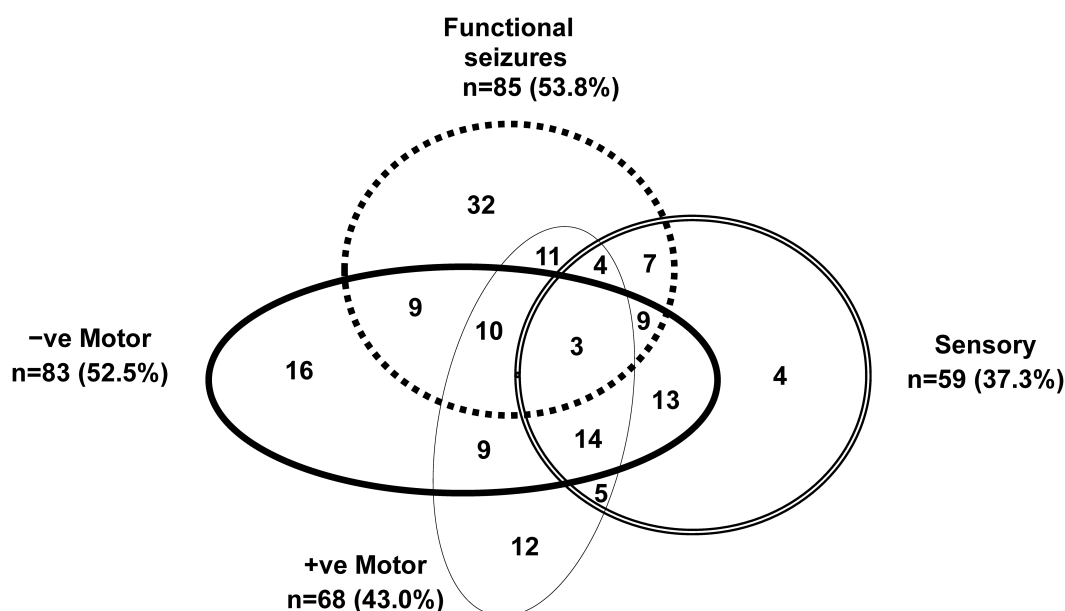 Functional
seizures
n=85 (53.8%)
32
11
4
7
9
10
9
3
−ve Motor
n=83 (52.5%)
16
Sensory
n=59 (37.3%)
4
13
14
9
5
12
+ve Motor
n=68 (43.0%)